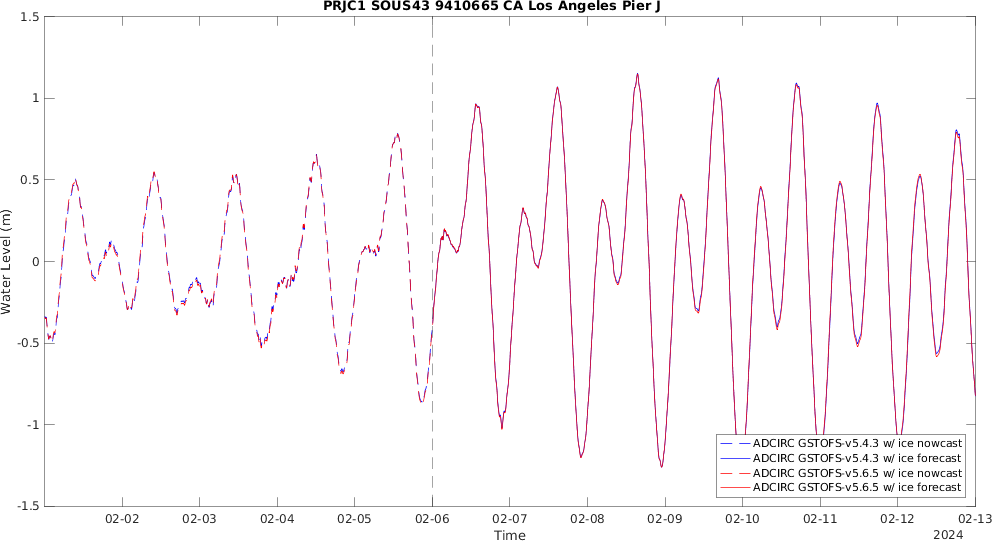 PRJC1 SOUS43 9410665 CA Los Angeles Pier J
1.5
1
0.5
0
-0.5
-1
-1.5
Water Level (m)
ADCIRC GSTOFS-v5.4.3 w/ ice nowcast
ADCIRC GSTOFS-v5.4.3 w/ ice forecast
ADCIRC GSTOFS-v5.6.5 w/ ice nowcast
ADCIRC GSTOFS-v5.6.5 w/ ice forecast
02-02 02-03 02-04 02-05 02-06 02-07 02-08 02-09 02-10 02-11 02-12 02-13
Time
2024